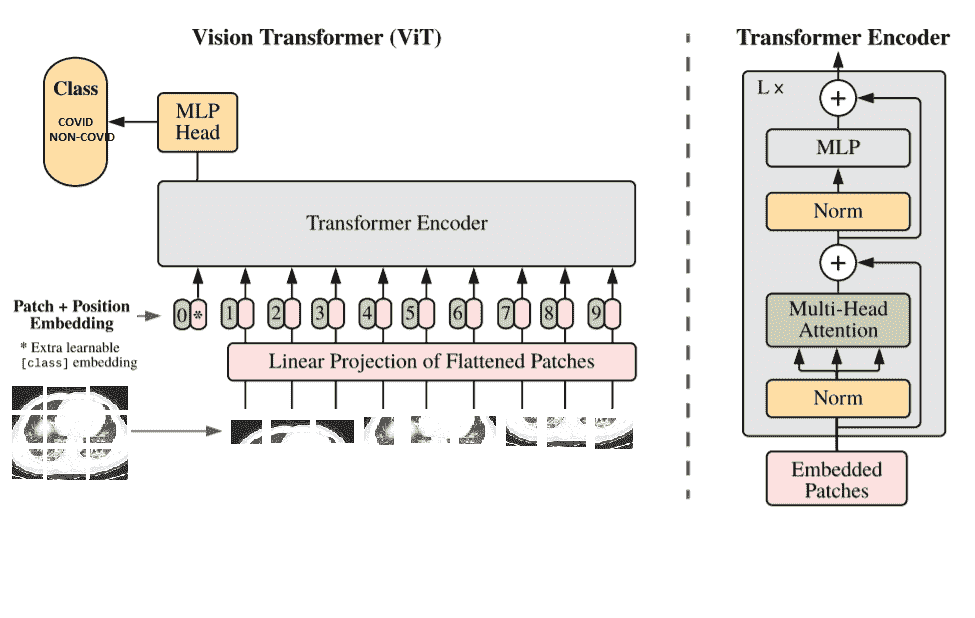 Vision Transformer (ViT)
Class
COVID
NON-COVID
MLP
Head
Transformer Encoder
Patch + Position
Embedding
0 * 1 2 3 4 5 6 7 8 9
* Extra learnable
[class] embedding
Linear Projection of Flattened Patches
Transformer Encoder
L ×
+
MLP
Norm
+
Multi-Head
Attention
Norm
Embedded
Patches